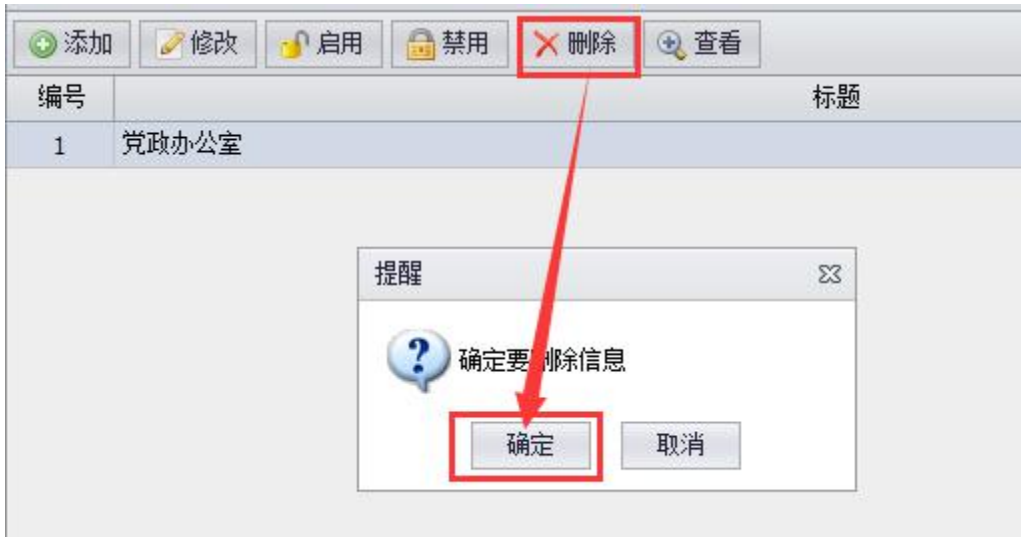 添加 修改 启用 禁用 删除 查看
编号 标题
1 党政办公室
提醒
确定要删除信息
确定 取消